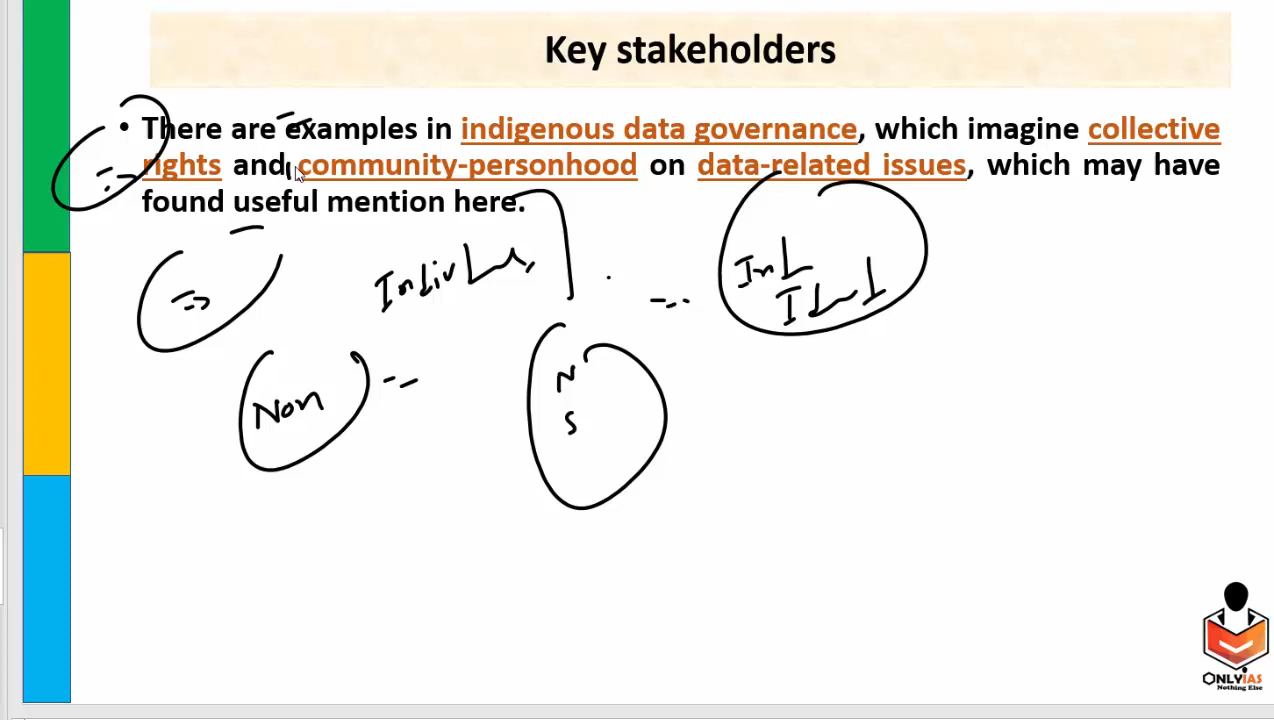 Key stakeholders
• There are examples in indigenous data governance, which imagine collective
rights and community-personhood on data-related issues, which may have
found useful mention here.
Non
N
S
ONLYIAS
Nothing Else